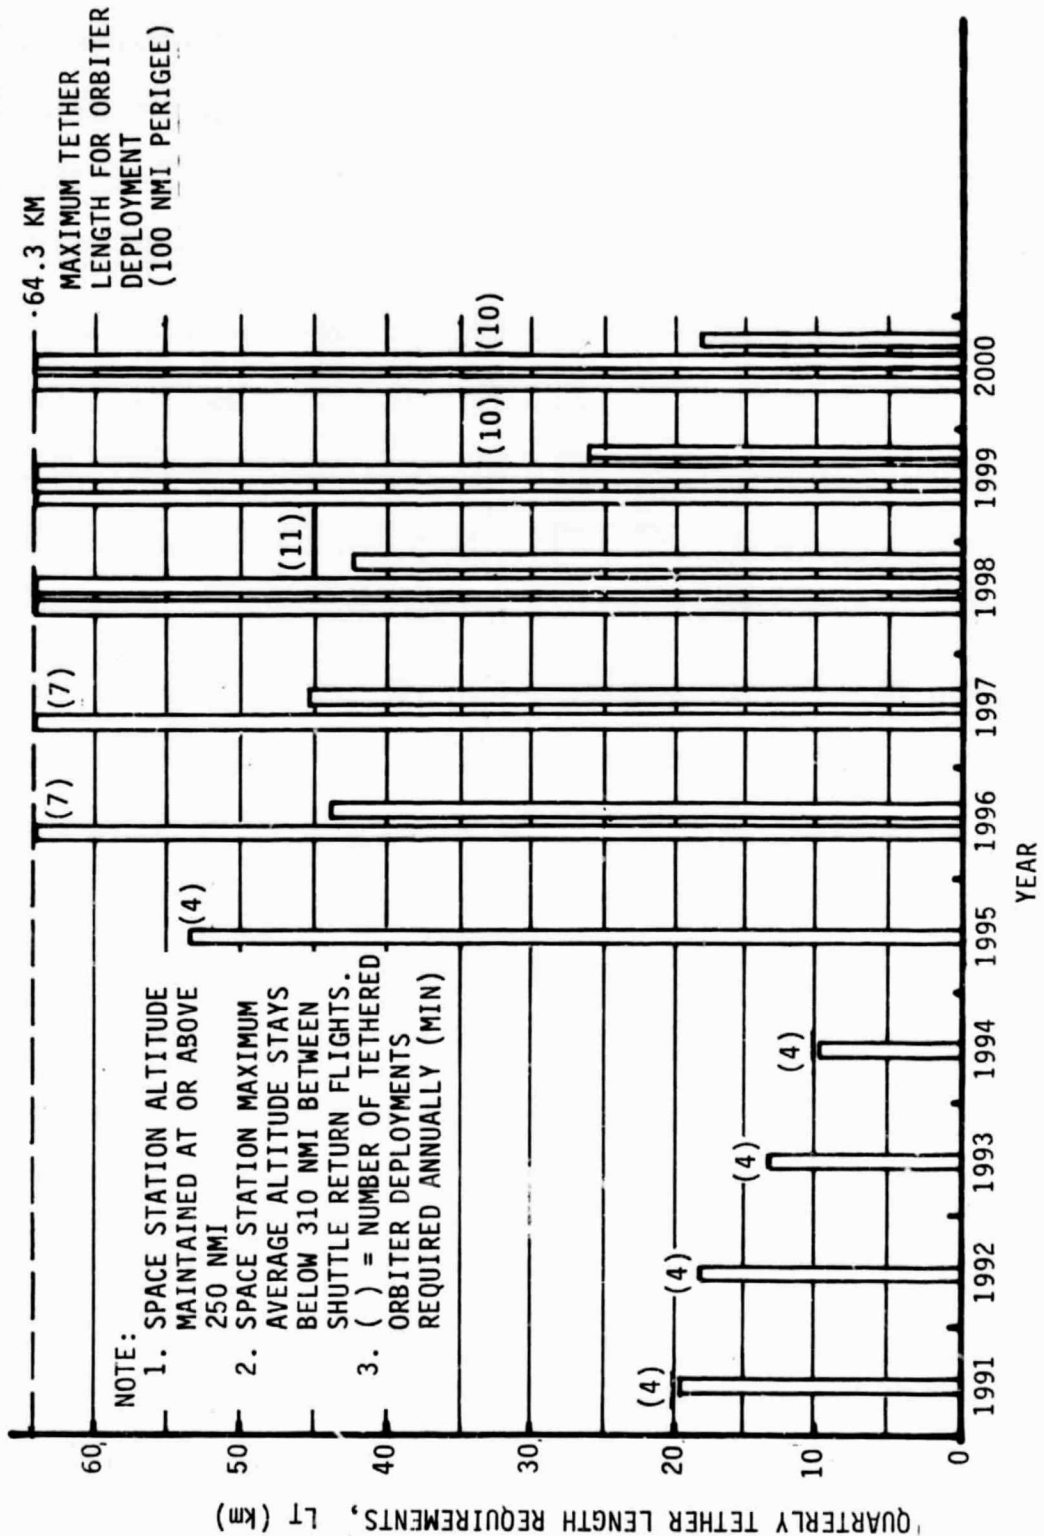 64.3 KM
MAXIMUM TETHER
LENGTH FOR ORBITER
DEPLOYMENT
(100 NMI PERIGEE)
NOTE:
1. SPACE STATION ALTITUDE
MAINTAINED AT OR ABOVE
250 NMI
2. SPACE STATION MAXIMUM
AVERAGE ALTITUDE STAYS
BELOW 310 NMI BETWEEN
SHUTTLE RETURN FLIGHTS.
3. ( ) = NUMBER OF TETHERED
ORBITER DEPLOYMENTS
REQUIRED ANNUALLY (MIN)
QUARTERLY TETHER LENGTH REQUIREMENTS, LT (km)
60
50
40
30
20
10
0
(4)
(4)
(4)
(4)
(4)
(7)
(7)
(11)
(10)
(10)
1991
1992
1993
1994
1995
1996
1997
1998
1999
2000
YEAR